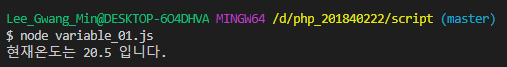 Lee_Gwang_Min@DESKTOP-6O4DHVA MINGW64 /d/php_201840222/script (master)
$ node variable_01.js
현재온도는 20.5 입니다.